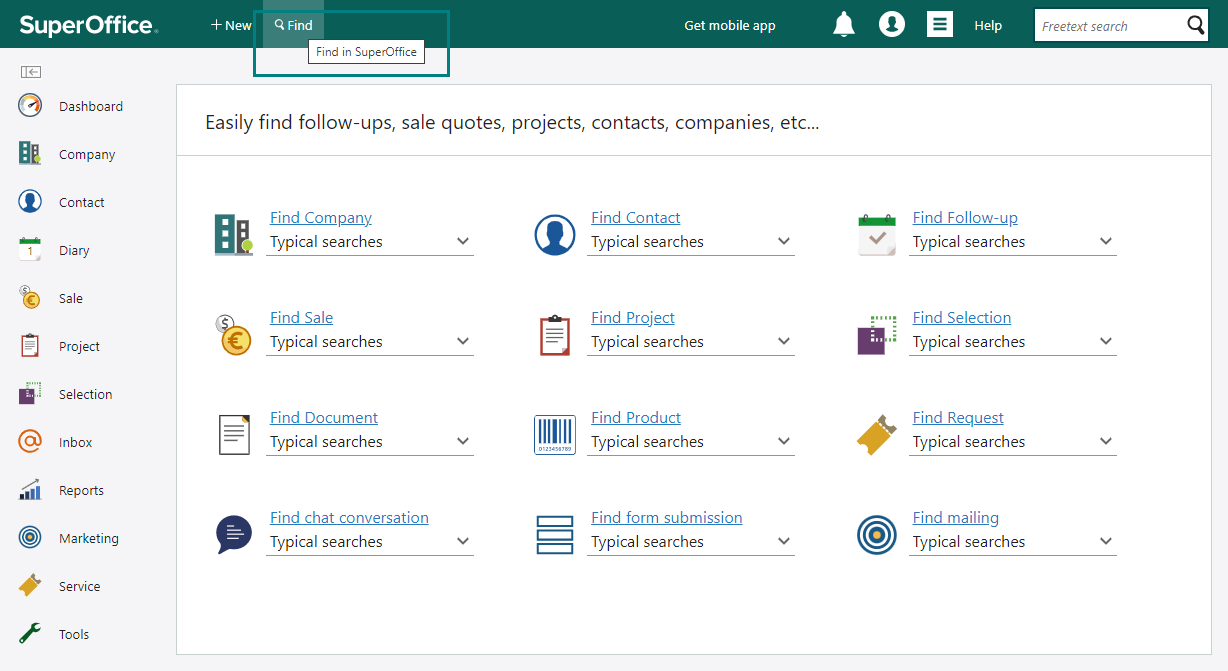 SuperOffice.
+ New
Find
Get mobile app
Help
Freetext search
Find in SuperOffice
Dashboard
Company
Contact
1
Diary
Sale
Project
Selection
Inbox
Reports
Marketing
Service
Tools
Easily find follow-ups, sale quotes, projects, contacts, companies, etc...
Find Company
Typical searches
Find Contact
Typical searches
Find Follow-up
Typical searches
$
€
Find Sale
Typical searches
Find Project
Typical searches
Find Selection
Typical searches
Find Document
Typical searches
0123456789
Find Product
Typical searches
Find Request
Typical searches
Find chat conversation
Typical searches
Find form submission
Typical searches
Find mailing
Typical searches